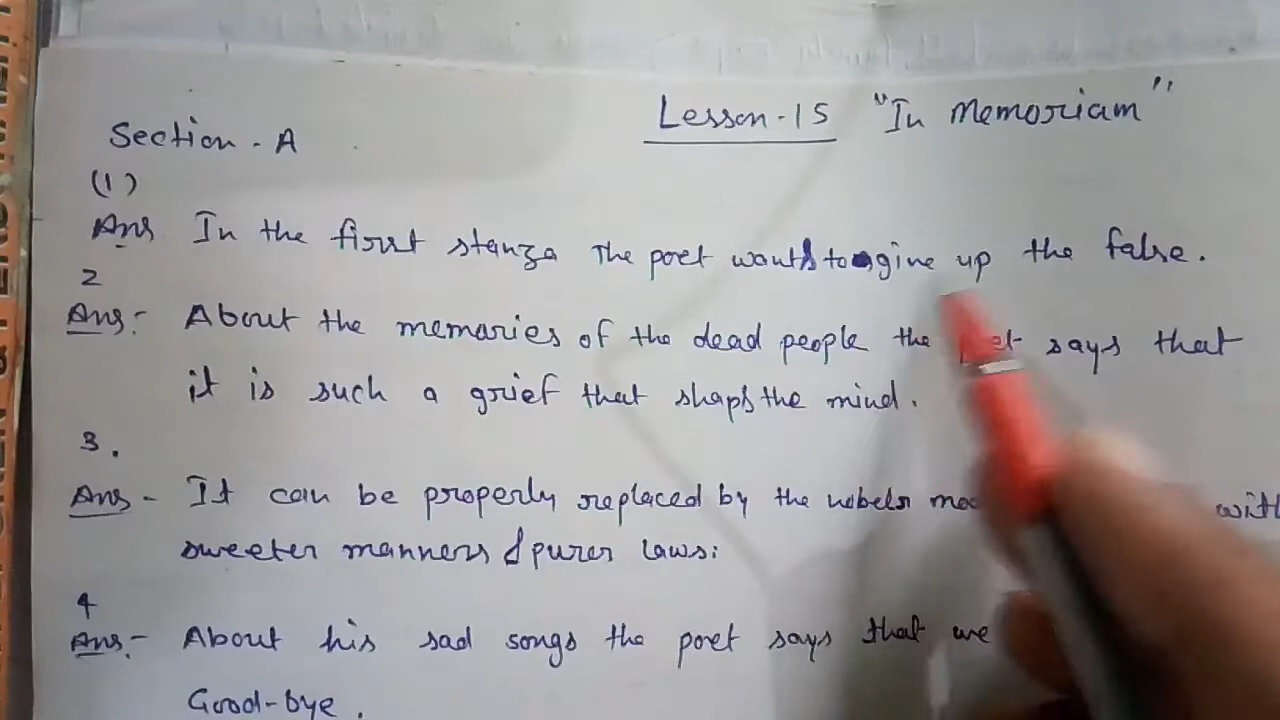 Lesson-15 "In Memoriam"
Section-A
(1)
Ans In the first stanza The poet wants to give up the false.
2
Ans:- About the memories of the dead people the says that
it is such a grief that shaps the mind.
3.
Ans- It can be properly replaced by the nobels with
sweeter manners & purer laws:
4
Ans:- About his sad songs the poet says that we
Good-bye.